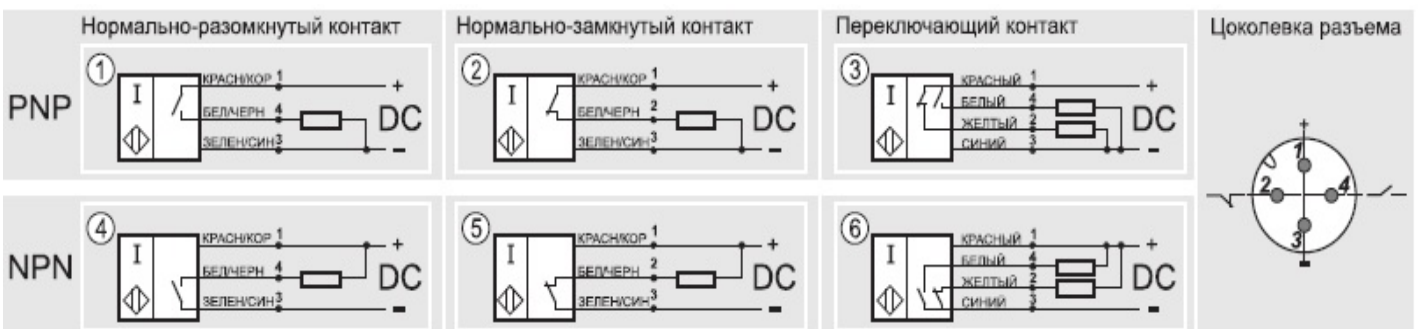 Нормально-разомкнутый контакт
Нормально-замкнутый контакт
Переключающий контакт
Цоколевка разъема
PNP
1
I
КРАСН/КОР 1
БЕЛ/ЧЕРН 4
ЗЕЛЕН/СИН 3
+
DC
-
2
I
КРАСН/КОР 1
БЕЛ/ЧЕРН 2
ЗЕЛЕН/СИН 3
+
DC
-
3
I
КРАСНЫЙ 1
БЕЛЫЙ 4
ЖЕЛТЫЙ 2
СИНИЙ 3
+
DC
-
+
1
2
4
3
-
NPN
4
I
КРАСН/КОР 1
БЕЛ/ЧЕРН 4
ЗЕЛЕН/СИН 3
+
DC
-
5
I
КРАСН/КОР 1
БЕЛ/ЧЕРН 2
ЗЕЛЕН/СИН 3
+
DC
-
6
I
КРАСНЫЙ 1
БЕЛЫЙ 4
ЖЕЛТЫЙ 2
СИНИЙ 3
+
DC
-